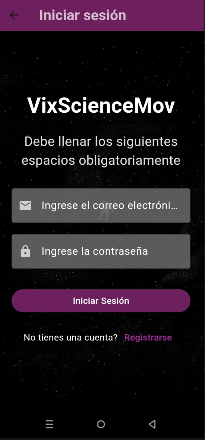 Iniciar sesión
VixScienceMov
Debe llenar los siguientes
espacios obligatoriamente
Ingrese el correo electróni...
Ingrese la contraseña
Iniciar Sesión
No tienes una cuenta? Registrarse